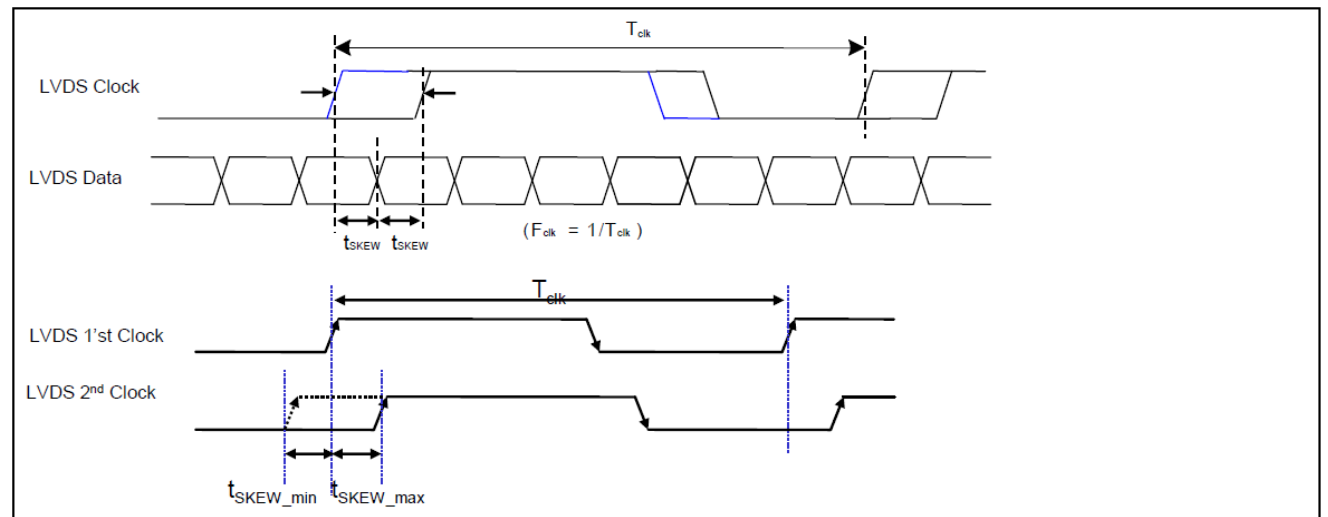 Tclk
LVDS Clock
LVDS Data
tSKEW tSKEW
(Fclk = 1/Tclk )
Tclk
LVDS 1'st Clock
LVDS 2nd Clock
tSKEW_min tSKEW_max